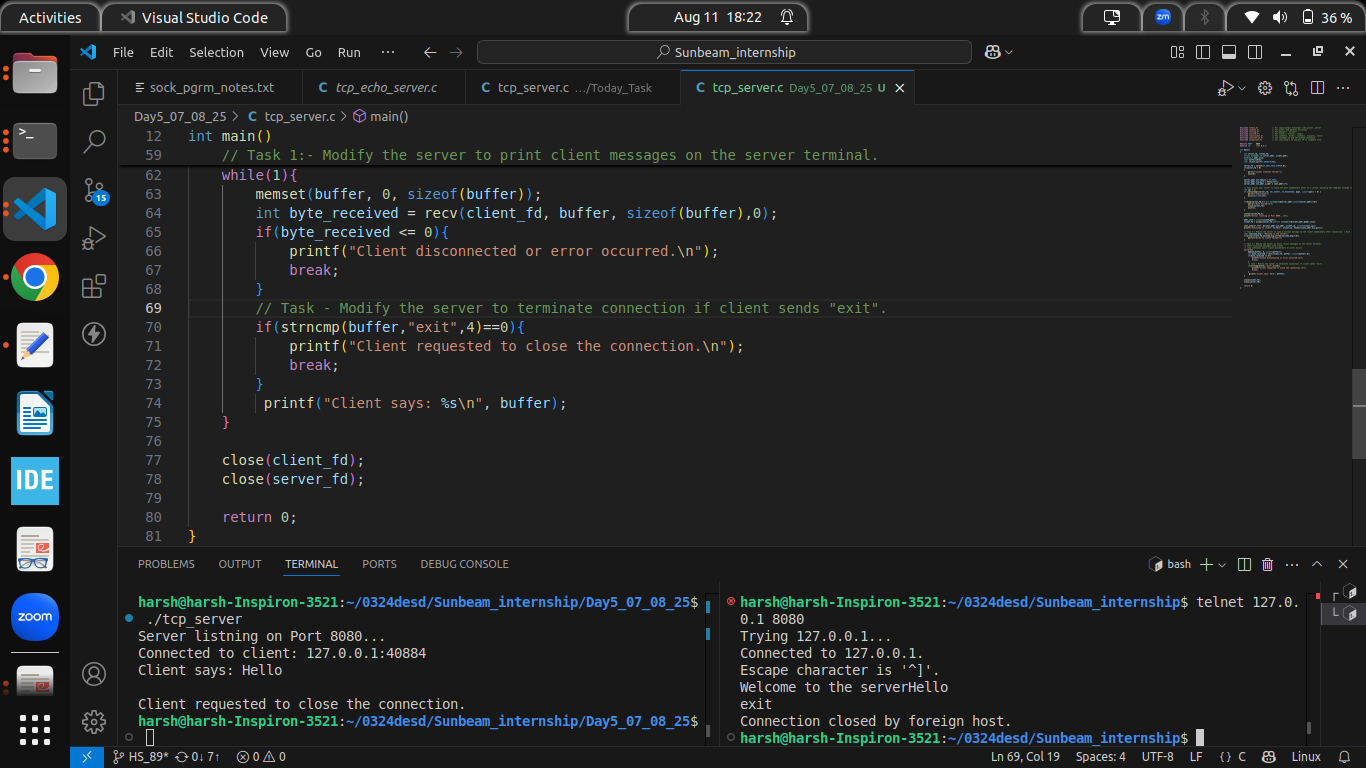 Activities
Visual Studio Code
Aug 11 18:22
zm
36 %
File Edit Selection View Go Run ···
Sunbeam_internship
sock_pgrm_notes.txt
C tcp_echo_server.c
C tcp_server.c .../Today_Task
C tcp_server.c Day5_07_08_25 U
Day5_07_08_25 > C tcp_server.c > main()
12 int main()
59 // Task 1:- Modify the server to print client messages on the server terminal.
62 while(1){
63 memset(buffer, 0, sizeof(buffer));
64 int byte_received = recv(client_fd, buffer, sizeof(buffer),0);
65 if(byte_received <= 0){
66 printf("Client disconnected or error occurred.\n");
67 break;
68 }
69 // Task - Modify the server to terminate connection if client sends "exit".
70 if(strncmp(buffer,"exit",4)==0){
71 printf("Client requested to close the connection.\n");
72 break;
73 }
74 printf("Client says: %s\n", buffer);
75 }
76
77 close(client_fd);
78 close(server_fd);
79
80 return 0;
81 }
15
IDE
zoom
PROBLEMS OUTPUT TERMINAL PORTS DEBUG CONSOLE
bash
harsh@harsh-Inspiron-3521:~/0324desd/Sunbeam_internship/Day5_07_08_25$
./tcp_server
Server listning on Port 8080...
Connected to client: 127.0.0.1:40884
Client says: Hello
Client requested to close the connection.
harsh@harsh-Inspiron-3521:~/0324desd/Sunbeam_internship/Day5_07_08_25$
harsh@harsh-Inspiron-3521:~/0324desd/Sunbeam_internship$ telnet 127.0.
0.1 8080
Trying 127.0.0.1...
Connected to 127.0.0.1.
Escape character is '^]'.
Welcome to the serverHello
exit
Connection closed by foreign host.
harsh@harsh-Inspiron-3521:~/0324desd/Sunbeam_internship$
HS_89* 0↓ 7↑ 0 0
Ln 69, Col 19 Spaces: 4 UTF-8 LF {} C Linux